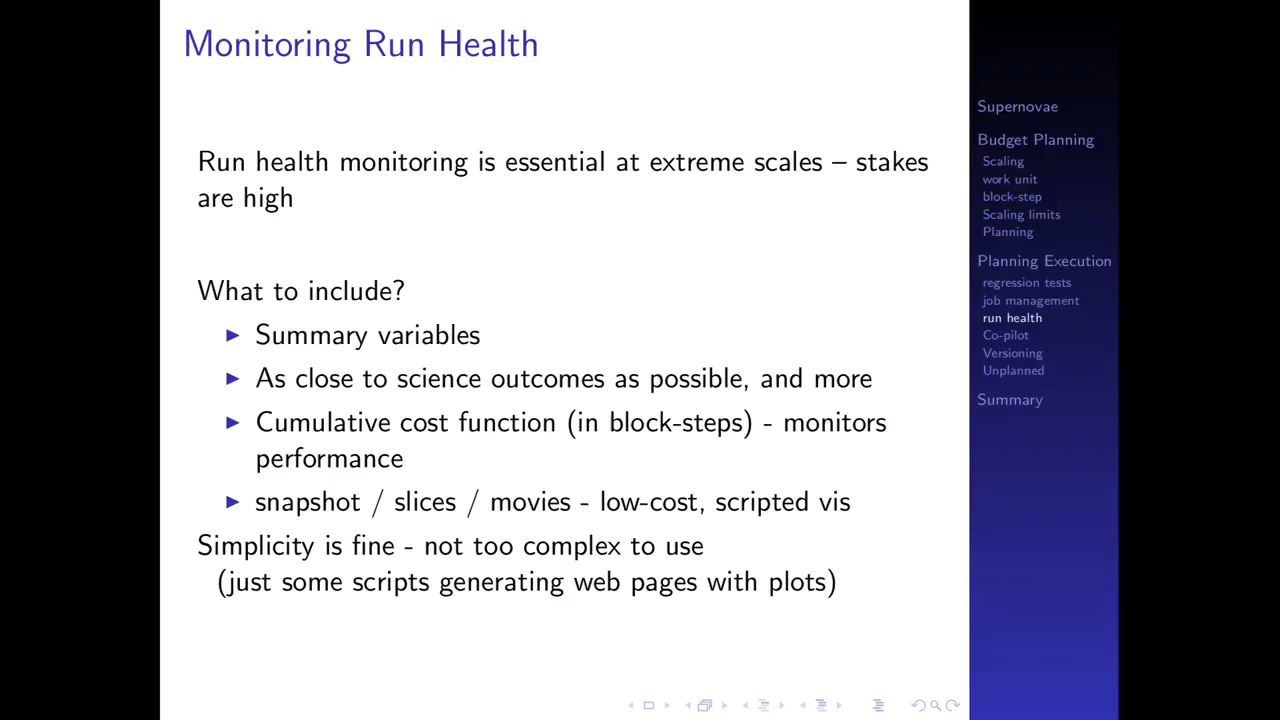 Monitoring Run Health
Run health monitoring is essential at extreme scales – stakes
are high
What to include?
Summary variables
As close to science outcomes as possible, and more
Cumulative cost function (in block-steps) - monitors
performance
snapshot / slices / movies - low-cost, scripted vis
Simplicity is fine - not too complex to use
(just some scripts generating web pages with plots)
Supernovae
Budget Planning
Scaling
work unit
block-step
Scaling limits
Planning
Planning Execution
regression tests
job management
run health
Co-pilot
Versioning
Unplanned
Summary